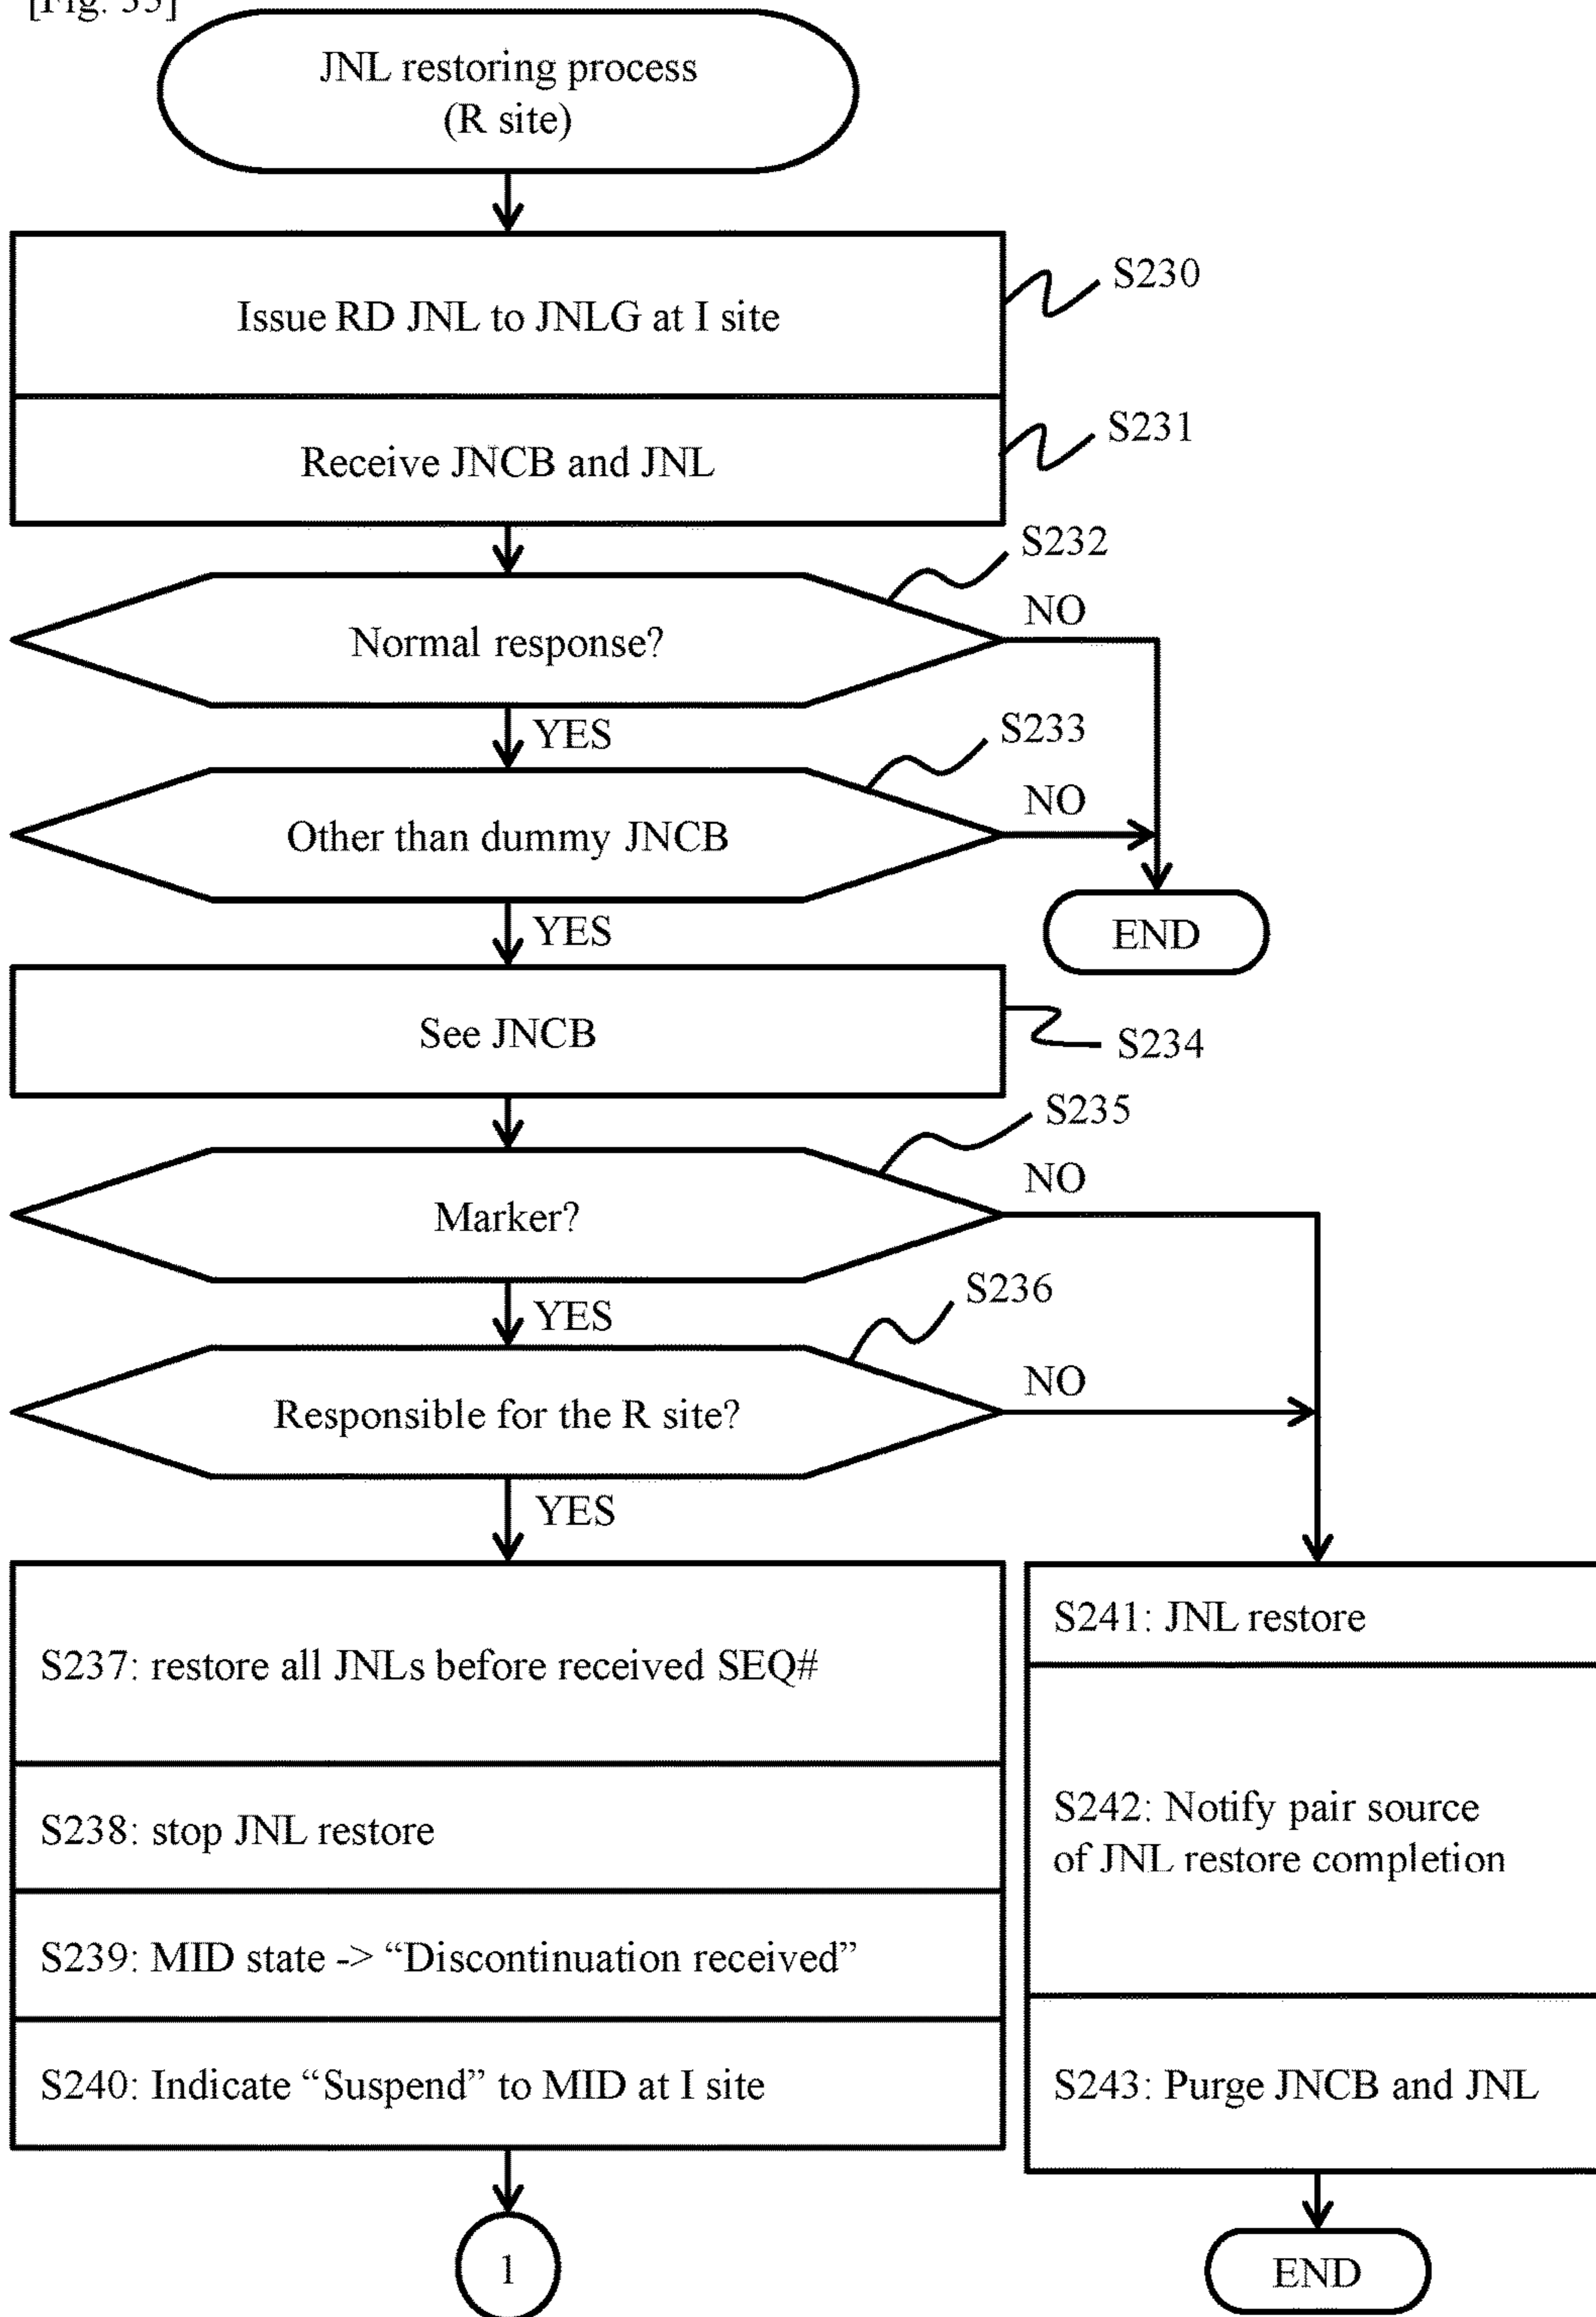 [Fig. 35]
JNL restoring process
(R site)
Issue RD JNL to JNLG at I site
S230
Receive JNCB and JNL
S231
S232
Normal response?
NO
YES
S233
Other than dummy JNCB
NO
YES
END
See JNCB
S234
S235
Marker?
NO
YES
S236
Responsible for the R site?
NO
YES
S237: restore all JNLs before received SEQ#
S238: stop JNL restore
S239: MID state -> “Discontinuation received”
S240: Indicate “Suspend” to MID at I site
1
S241: JNL restore
S242: Notify pair source
of JNL restore completion
S243: Purge JNCB and JNL
END